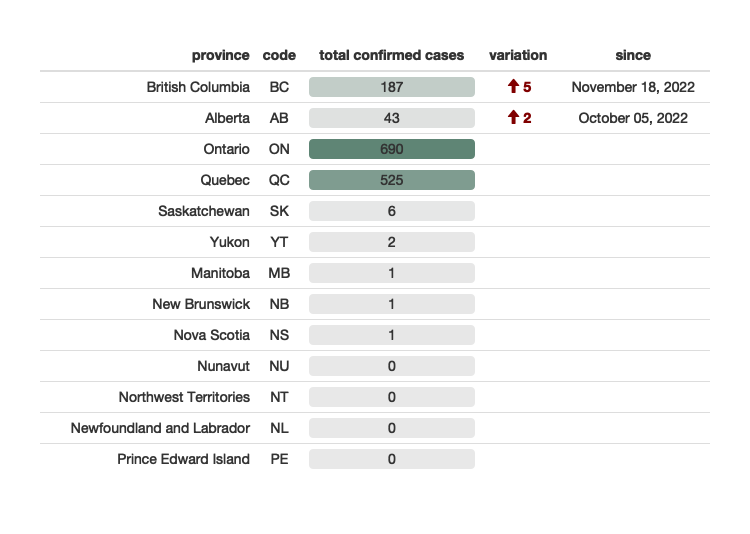 province code total confirmed cases variation since
British Columbia BC 187 ⬆ 5 November 18, 2022
Alberta AB 43 ⬆ 2 October 05, 2022
Ontario ON 690
Quebec QC 525
Saskatchewan SK 6
Yukon YT 2
Manitoba MB 1
New Brunswick NB 1
Nova Scotia NS 1
Nunavut NU 0
Northwest Territories NT 0
Newfoundland and Labrador NL 0
Prince Edward Island PE 0